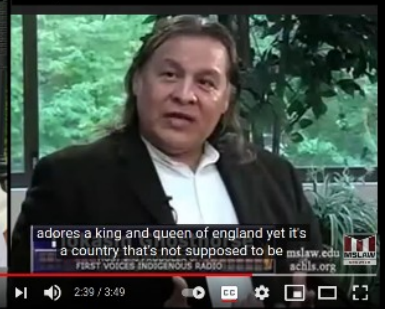 adores a king and queen of england yet it's
a country that's not supposed to be
mslaw.edu
achls.org
MSLAW
FIRST VOICES INDIGENOUS RADIO
2:39 / 3:49
CC